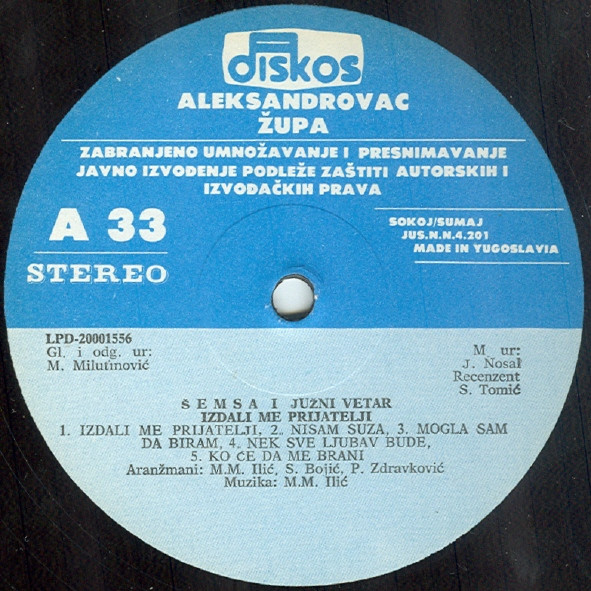 DISKOS
ALEKSANDROVAC
ŽUPA
ZABRANJENO UMNOŽAVANJE I PRESNIMAVANJE
JAVNO IZVOĐENJE PODLEŽE ZAŠTITI AUTORSKIH I
IZVOĐAČKIH PRAVA
A 33
STEREO
SOKOJ/SUMAJ
JUS.N.N.4.201
MADE IN YUGOSLAVIA
LPD-20001556
Gl. i odg. ur:
M. Milutinović
M ur:
J. Nosal
Recenzent
S. Tomić
ŠEMSA I JUŽNI VETAR
IZDALI ME PRIJATELJI
1. IZDALI ME PRIJATELJI, 2. NISAM SUZA, 3. MOGLA SAM
DA BIRAM, 4. NEK SVE LJUBAV BUDE,
5. KO ĆE DA ME BRANI
Aranžmani: M.M. Ilić, S. Bojić, P. Zdravković
Muzika: M.M. Ilić